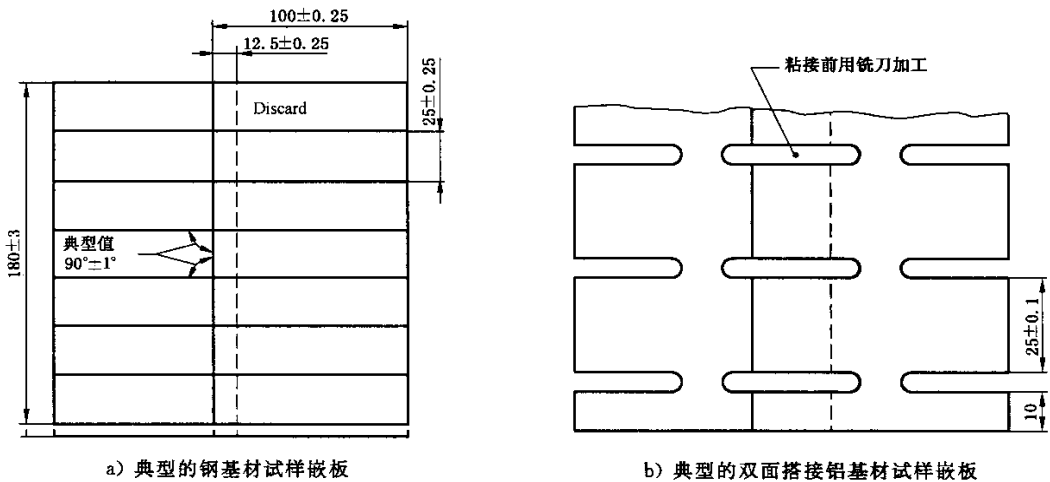 100±0.25
12.5±0.25
Discard
25±0.25
180±3
典型值
90°±1°
a) 典型的钢基材试样嵌板
粘接前用铣刀加工
25±0.1
10
b) 典型的双面搭接铝基材试样嵌板